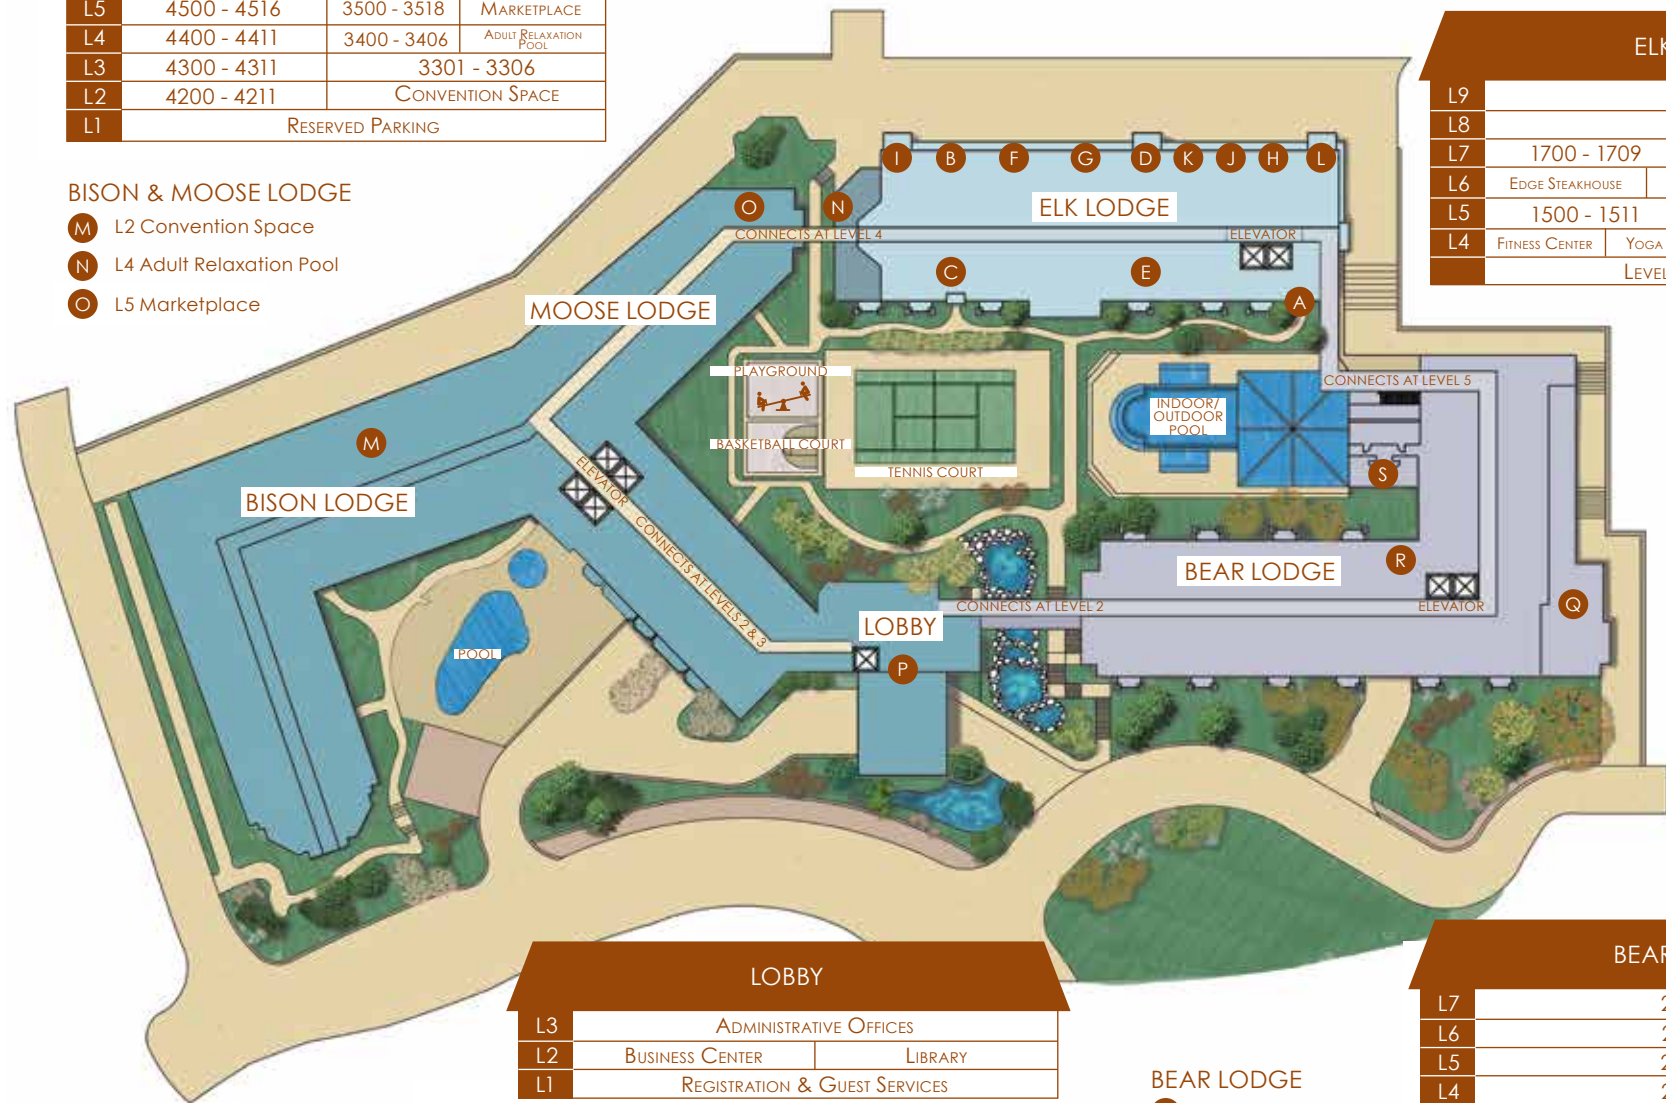 L5 4500 - 4516 3500 - 3518 MARKETPLACE
L4 4400 - 4411 3400 - 3406 ADULT RELAXATION POOL
L3 4300 - 4311 3301 - 3306
L2 4200 - 4211 CONVENTION SPACE
L1 RESERVED PARKING
BISON & MOOSE LODGE
M L2 Convention Space
N L4 Adult Relaxation Pool
O L5 Marketplace
L9
L8
L7 1700 - 1709
L6 EDGE STEAKHOUSE
L5 1500 - 1511
L4 FITNESS CENTER YOGA
I B F G D K J H L
O N
ELK LODGE
CONNECTS AT LEVEL 4
ELEVATOR
C E
A
MOOSE LODGE
PLAYGROUND
CONNECTS AT LEVEL 5
INDOOR/
OUTDOOR
POOL
M
BASKETBALL COURT
TENNIS COURT
S
BISON LODGE
ELEVATOR
CONNECTS AT LEVELS 2 & 3
R
BEAR LODGE
CONNECTS AT LEVEL 2
ELEVATOR
Q
LOBBY
POOL
P
LOBBY
L3 ADMINISTRATIVE OFFICES
L2 BUSINESS CENTER LIBRARY
L1 REGISTRATION & GUEST SERVICES
BEAR LODGE
BEAR
L7 2
L6 2
L5 2
L4 2